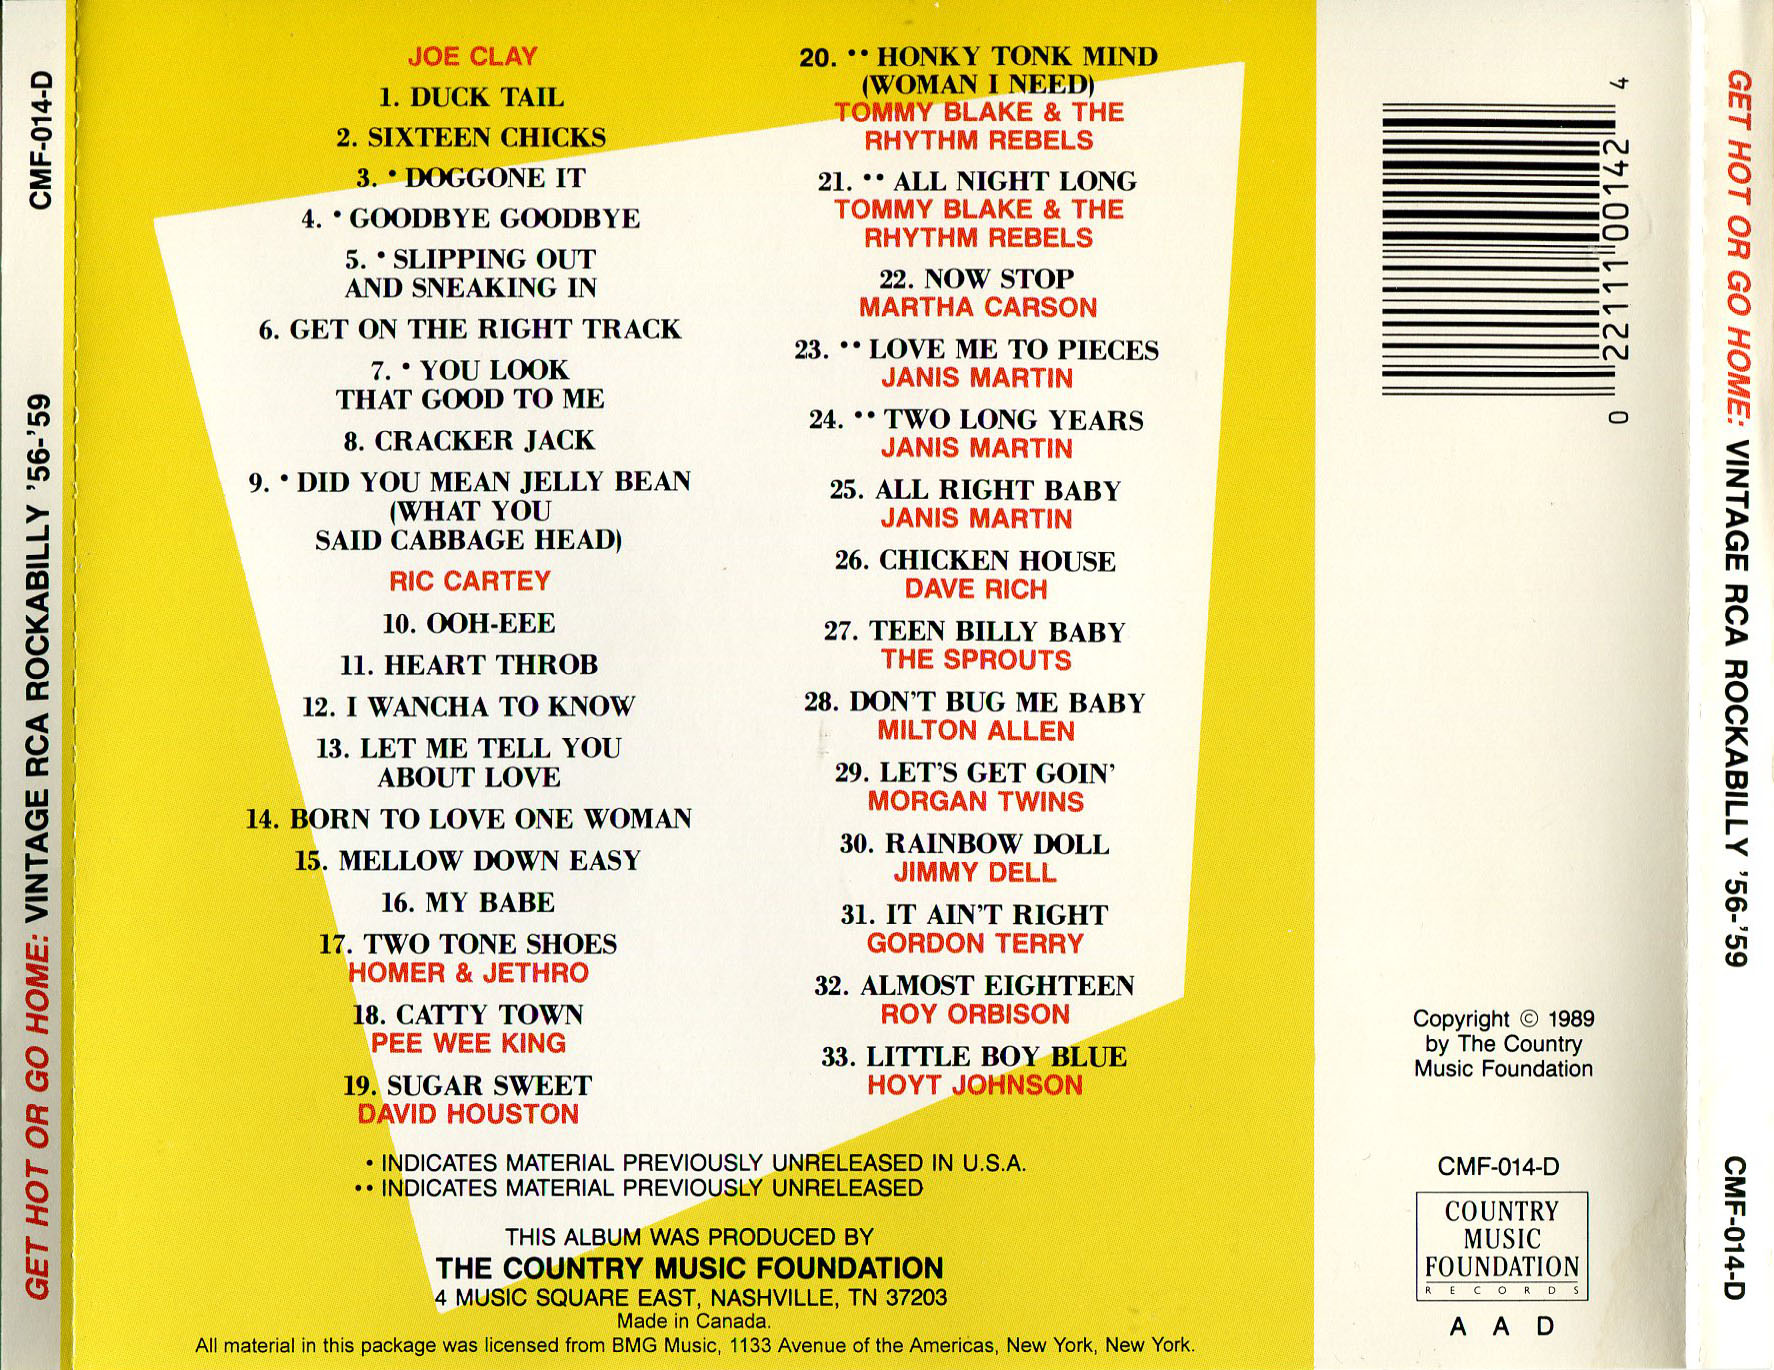 CMF-014-D
GET HOT OR GO HOME: VINTAGE RCA ROCKABILLY '56-'59
JOE CLAY
1. DUCK TAIL
2. SIXTEEN CHICKS
3. • DOGGONE IT
4. • GOODBYE GOODBYE
5. • SLIPPING OUT
AND SNEAKING IN
6. GET ON THE RIGHT TRACK
7. • YOU LOOK
THAT GOOD TO ME
8. CRACKER JACK
9. • DID YOU MEAN JELLY BEAN
(WHAT YOU
SAID CABBAGE HEAD)
RIC CARTEY
10. OOH-EEE
11. HEART THROB
12. I WANCHA TO KNOW
13. LET ME TELL YOU
ABOUT LOVE
14. BORN TO LOVE ONE WOMAN
15. MELLOW DOWN EASY
16. MY BABE
17. TWO TONE SHOES
HOMER & JETHRO
18. CATTY TOWN
PEE WEE KING
19. SUGAR SWEET
DAVID HOUSTON
20. •• HONKY TONK MIND
(WOMAN I NEED)
TOMMY BLAKE & THE
RHYTHM REBELS
21. •• ALL NIGHT LONG
TOMMY BLAKE & THE
RHYTHM REBELS
22. NOW STOP
MARTHA CARSON
23. •• LOVE ME TO PIECES
JANIS MARTIN
24. •• TWO LONG YEARS
JANIS MARTIN
25. ALL RIGHT BABY
JANIS MARTIN
26. CHICKEN HOUSE
DAVE RICH
27. TEEN BILLY BABY
THE SPROUTS
28. DON'T BUG ME BABY
MILTON ALLEN
29. LET'S GET GOIN'
MORGAN TWINS
30. RAINBOW DOLL
JIMMY DELL
31. IT AIN'T RIGHT
GORDON TERRY
32. ALMOST EIGHTEEN
ROY ORBISON
33. LITTLE BOY BLUE
HOYT JOHNSON
• INDICATES MATERIAL PREVIOUSLY UNRELEASED IN U.S.A.
•• INDICATES MATERIAL PREVIOUSLY UNRELEASED
THIS ALBUM WAS PRODUCED BY
THE COUNTRY MUSIC FOUNDATION
4 MUSIC SQUARE EAST, NASHVILLE, TN 37203
Made in Canada.
All material in this package was licensed from BMG Music, 1133 Avenue of the Americas, New York, New York.
0 22111 00142 4
Copyright © 1989
by The Country
Music Foundation
CMF-014-D
COUNTRY
MUSIC
FOUNDATION
RECORDS
A A D
GET HOT OR GO HOME: VINTAGE RCA ROCKABILLY '56-'59
CMF-014-D